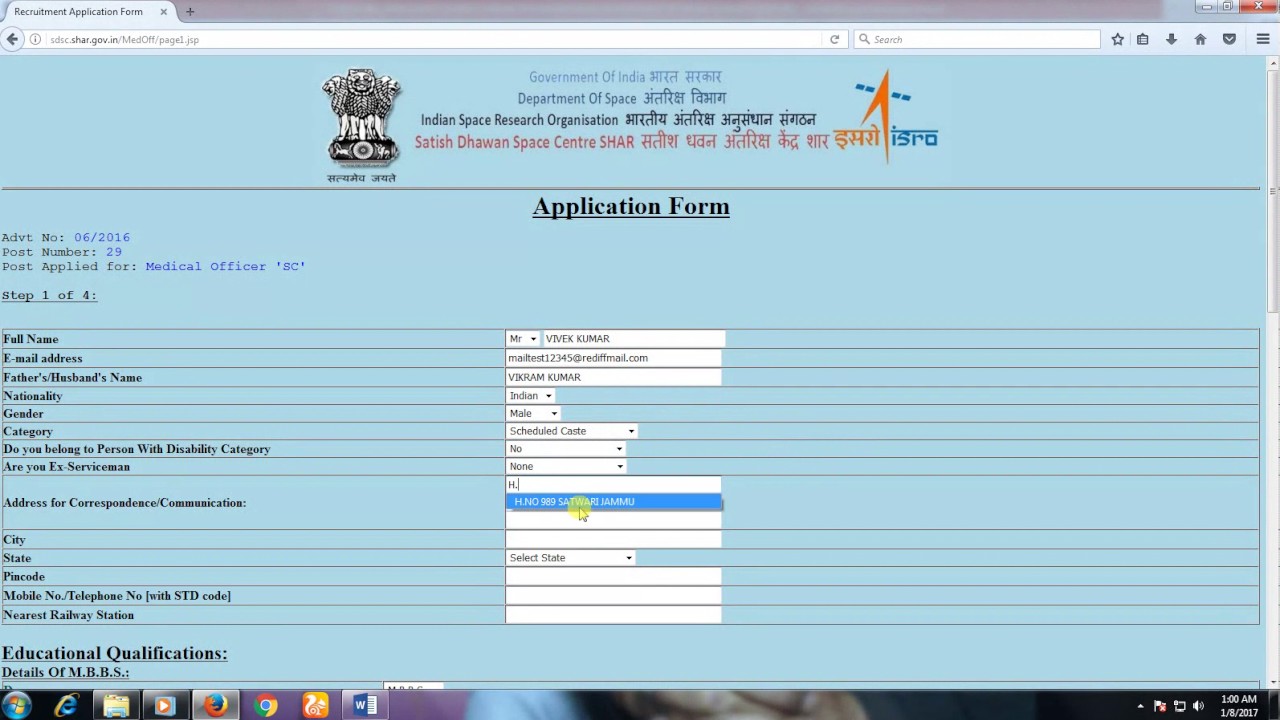 Recruitment Application Form
sdsc.shar.gov.in/MedOff/page1.jsp
Search
Government Of India भारत सरकार
Department Of Space अंतरिक्ष विभाग
Indian Space Research Organisation भारतीय अंतरिक्ष अनुसंधान संगठन
Satish Dhawan Space Centre SHAR सतीश धवन अंतरिक्ष केंद्र शार
इसरो isro
सत्यमेव जयते
Application Form
Advt No: 06/2016
Post Number: 29
Post Applied for: Medical Officer 'SC'
Step 1 of 4:
Full Name Mr VIVEK KUMAR
E-mail address mailtest12345@rediffmail.com
Father's/Husband's Name VIKRAM KUMAR
Nationality Indian
Gender Male
Category Scheduled Caste
Do you belong to Person With Disability Category No
Are you Ex-Serviceman None
H.
Address for Correspondence/Communication: H.NO 989 SATWARI JAMMU
City
State Select State
Pincode
Mobile No./Telephone No [with STD code]
Nearest Railway Station
Educational Qualifications:
Details Of M.B.B.S.:
M.B.B.S
1:00 AM
1/8/2017